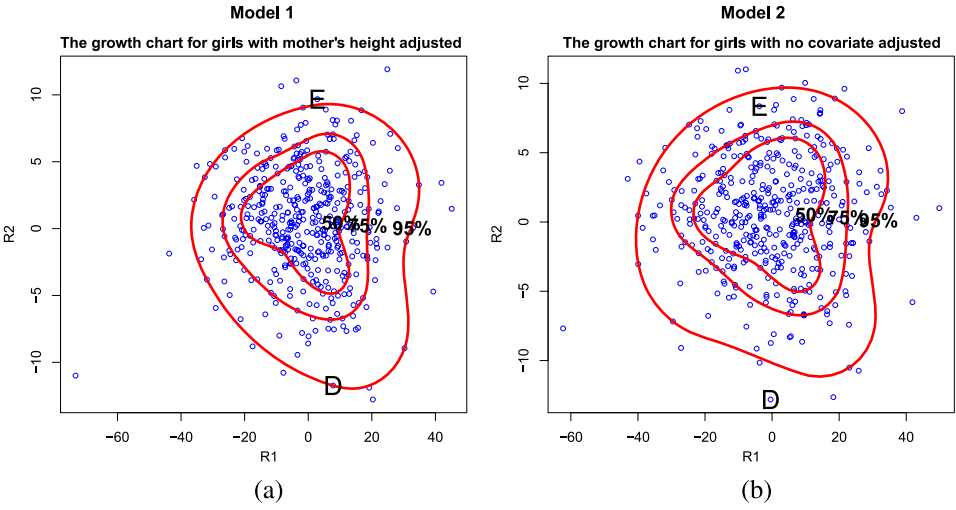 Model 1
The growth chart for girls with mother's height adjusted
R2
10
5
0
−5
−10
E
50%
75%
95%
D
−60
−40
−20
0
20
40
R1
(a)
Model 2
The growth chart for girls with no covariate adjusted
R2
10
5
0
−5
−10
E
50%
75%
95%
D
−60
−40
−20
0
20
40
R1
(b)